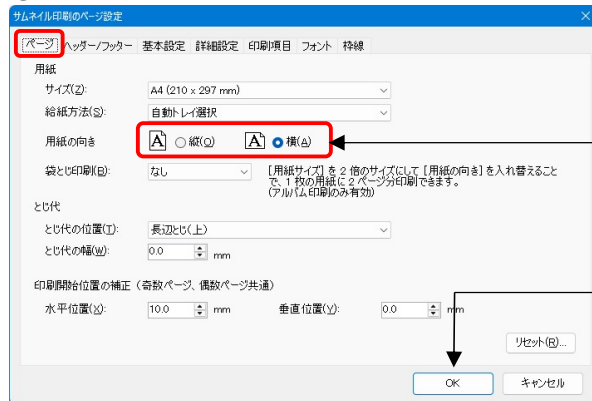 サムネイル印刷のページ設定
ページ ヘッダー/フッター 基本設定 詳細設定 印刷項目 フォント 枠線
用紙
サイズ(Z): A4 (210 x 297 mm)
給紙方法(S): 自動トレイ選択
用紙の向き A 縦(O) A 横(A)
袋とじ印刷(B): なし [用紙サイズ] を 2 倍のサイズにして [用紙の向き] を入れ替えること
で、1 枚の用紙に 2 ページ分印刷できます。
(アルバム印刷のみ有効)
とじ代
とじ代の位置(T): 長辺とじ(上)
とじ代の幅(W): 0.0 mm
印刷開始位置の補正 (奇数ページ、偶数ページ共通)
水平位置(X): 10.0 mm 垂直位置(Y): 0.0 mm
リセット(R)...
OK キャンセル